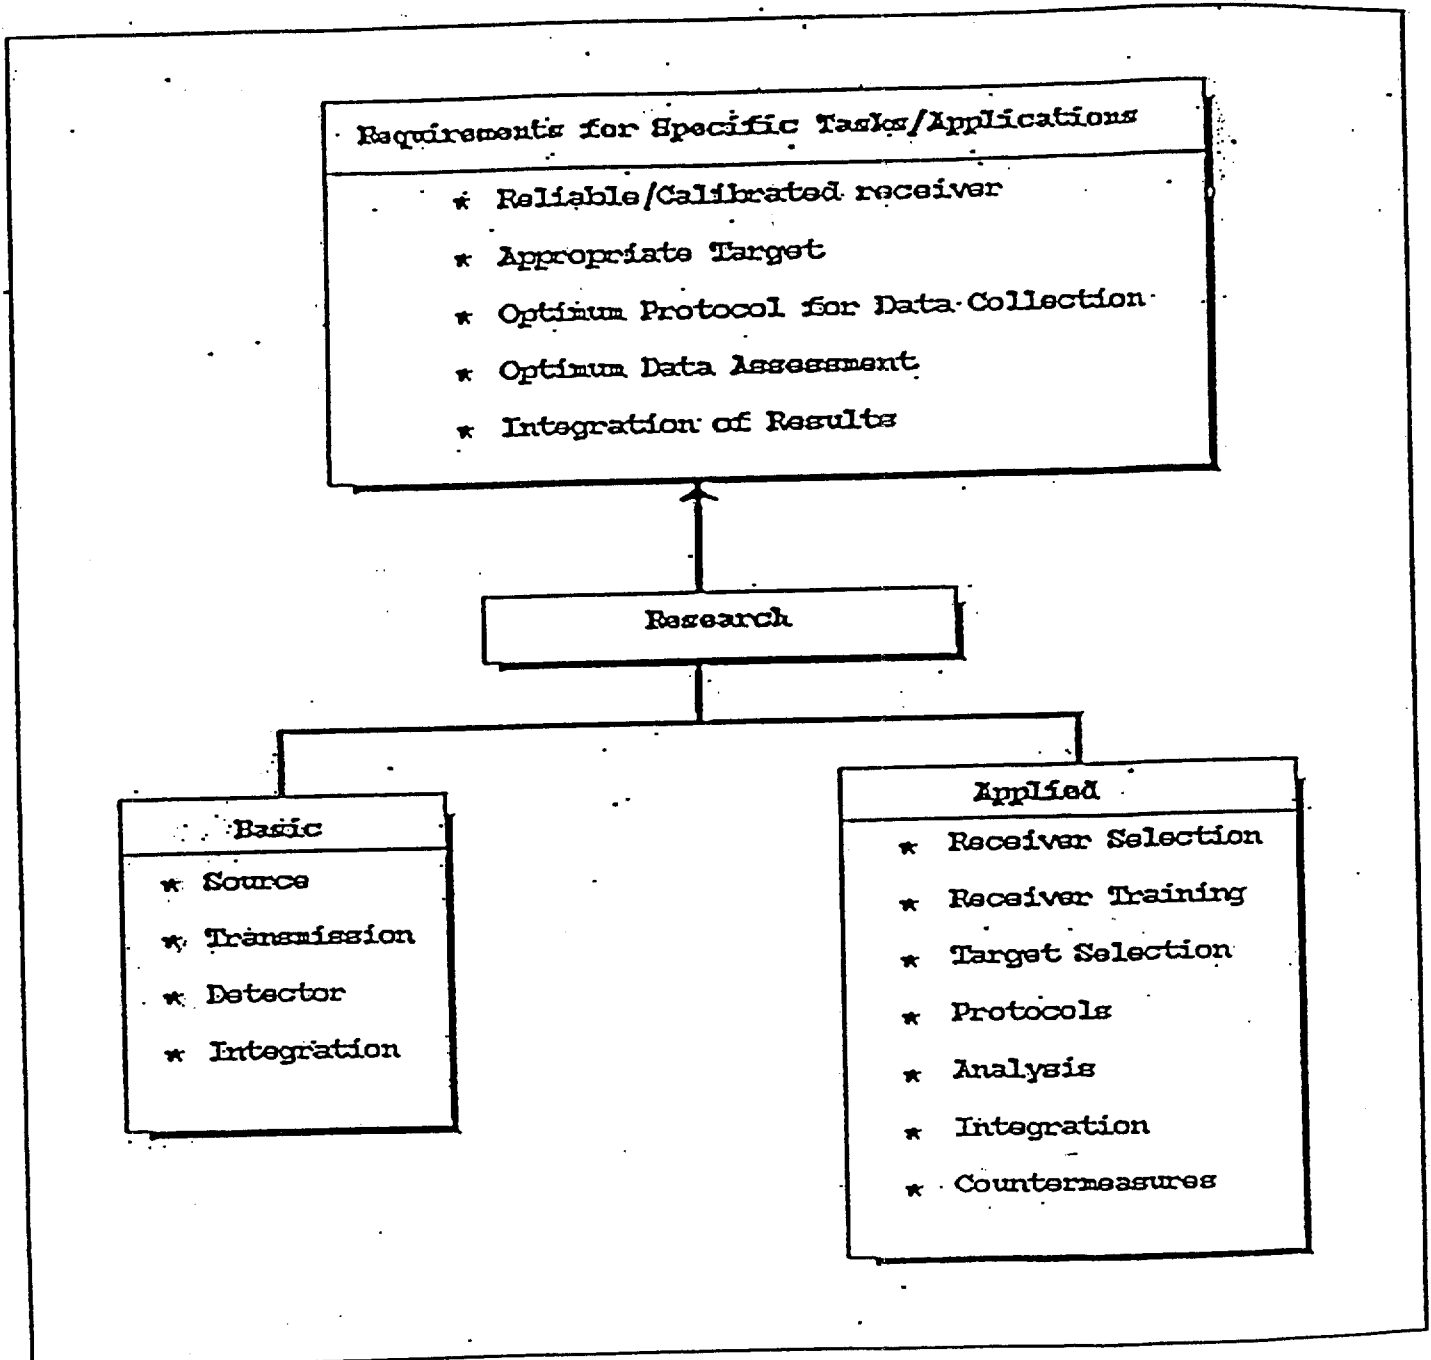 Requirements for Specific Tasks/Applications
* Reliable/Calibrated receiver
* Appropriate Target
* Optimum Protocol for Data Collection
* Optimum Data Assessment
* Integration of Results
Research
Basic
* Source
* Transmission
* Detector
* Integration
Applied
* Receiver Selection
* Receiver Training
* Target Selection
* Protocols
* Analysis
* Integration
* Countermeasures